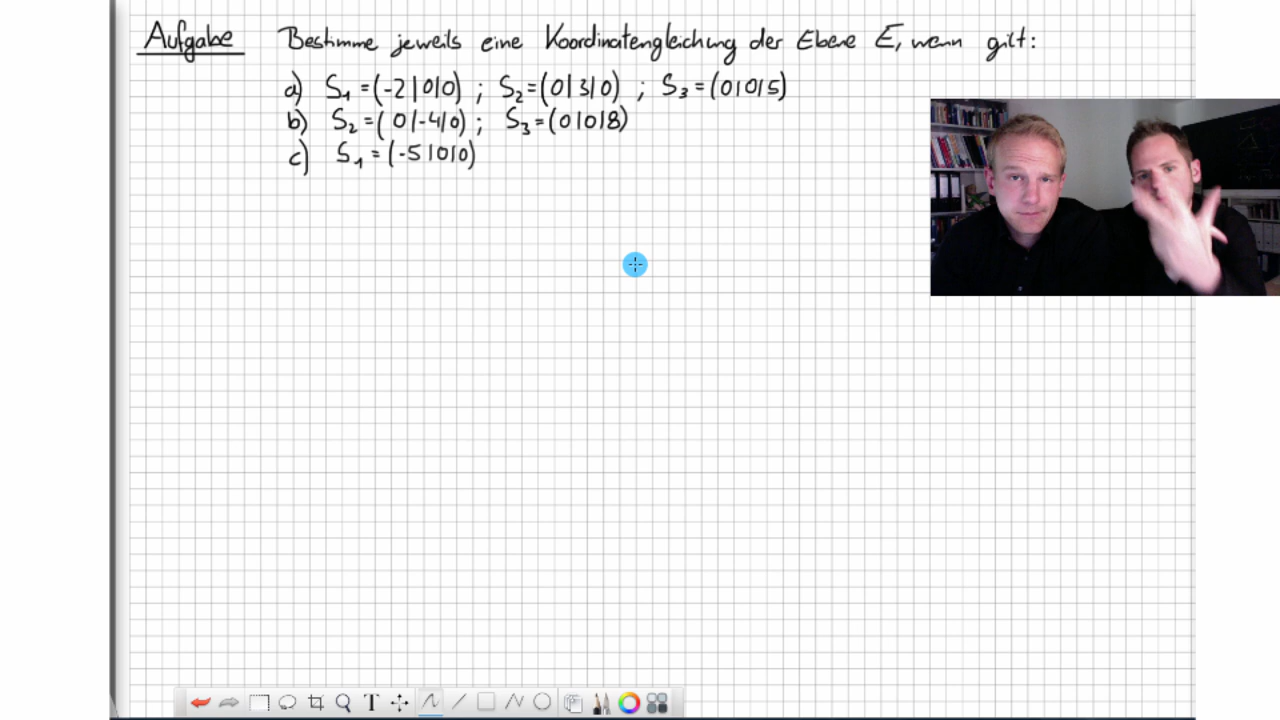 Aufgabe Bestimme jeweils eine Koordinatengleichung der Ebene E, wenn gilt:
a) S₁ = (-2|0|0) ; S₂ = (0|3|0) ; S₃ = (0|0|5)
b) S₂ = (0|-4|0) ; S₃ = (0|0|8)
c) S₁ = (-5|0|0)
T